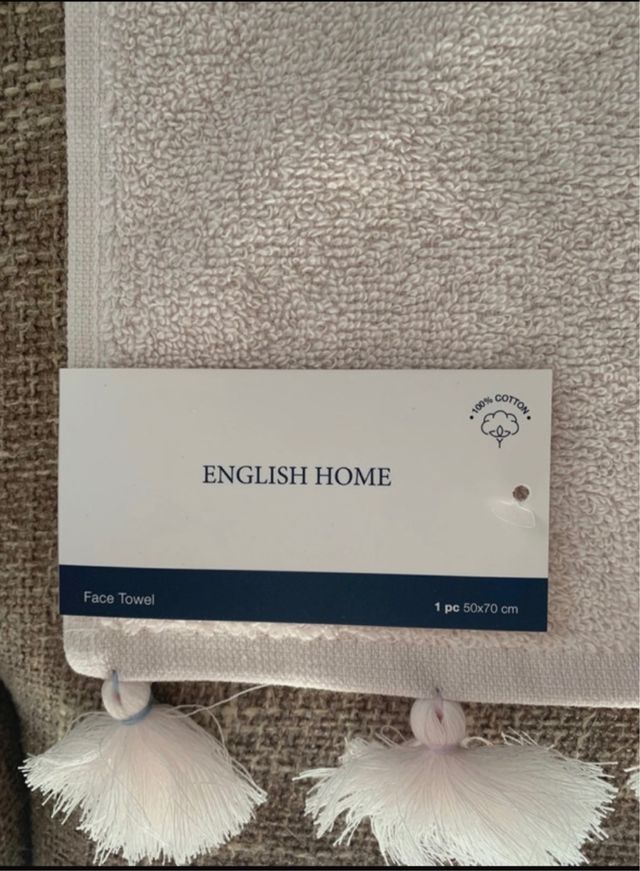 • 100% COTTON •
ENGLISH HOME
Face Towel
1 pc 50x70 cm